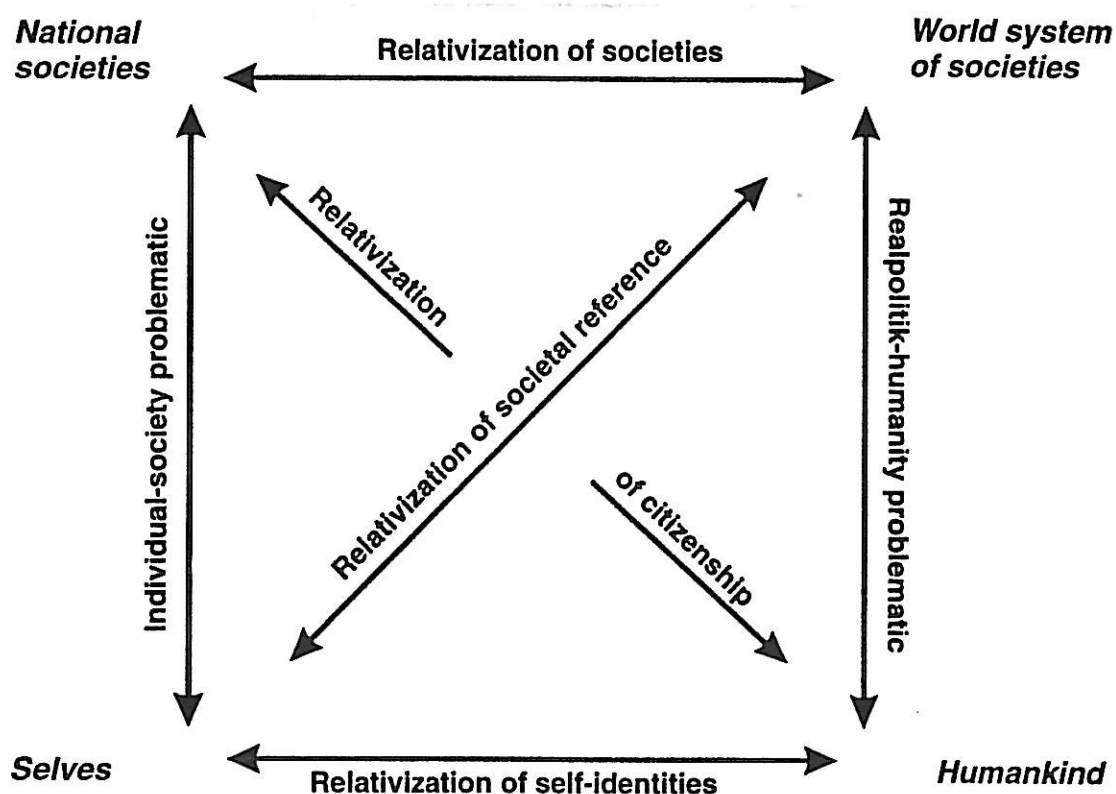 National
societies
Relativization of societies
World system
of societies
Relativization
Individual-society problematic
Relativization of societal reference
Realpolitik-humanity problematic
of citizenship
Selves
Relativization of self-identities
Humankind